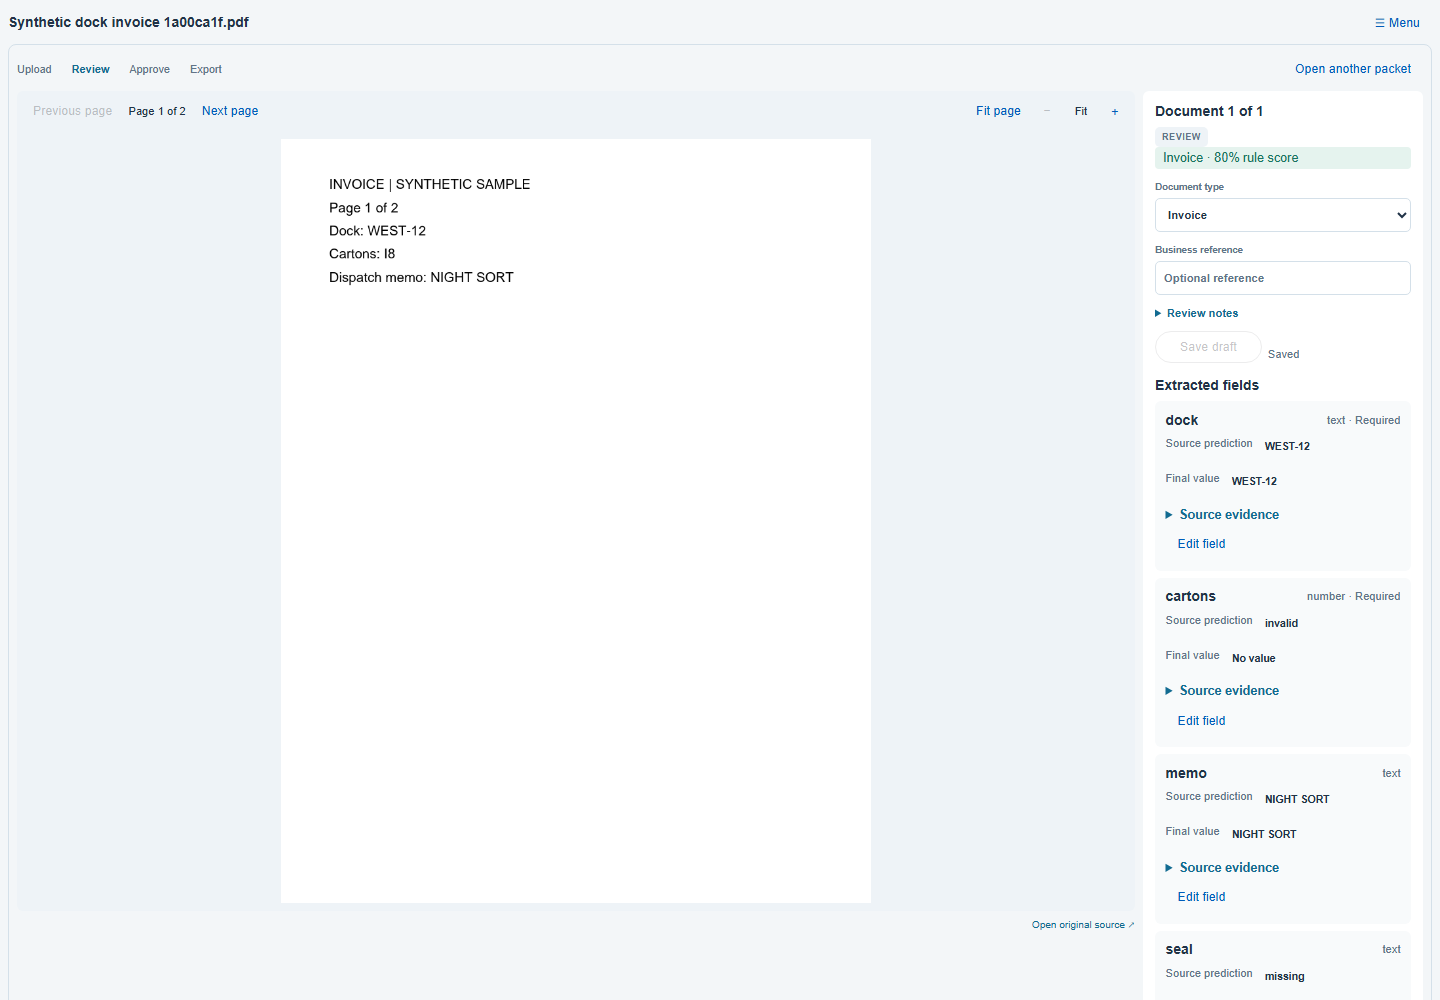 Synthetic dock invoice 1a00ca1f.pdf
☰ Menu
Upload Review Approve Export
Open another packet
Previous page Page 1 of 2 Next page
Fit page − Fit +
INVOICE | SYNTHETIC SAMPLE
Page 1 of 2
Dock: WEST-12
Cartons: I8
Dispatch memo: NIGHT SORT
Open original source ↗
Document 1 of 1
REVIEW
Invoice · 80% rule score
Document type
Invoice
Business reference
Optional reference
Review notes
Save draft Saved
Extracted fields
dock text · Required
Source prediction WEST-12
Final value WEST-12
Source evidence
Edit field
cartons number · Required
Source prediction invalid
Final value No value
Source evidence
Edit field
memo text
Source prediction NIGHT SORT
Final value NIGHT SORT
Source evidence
Edit field
seal text
Source prediction missing